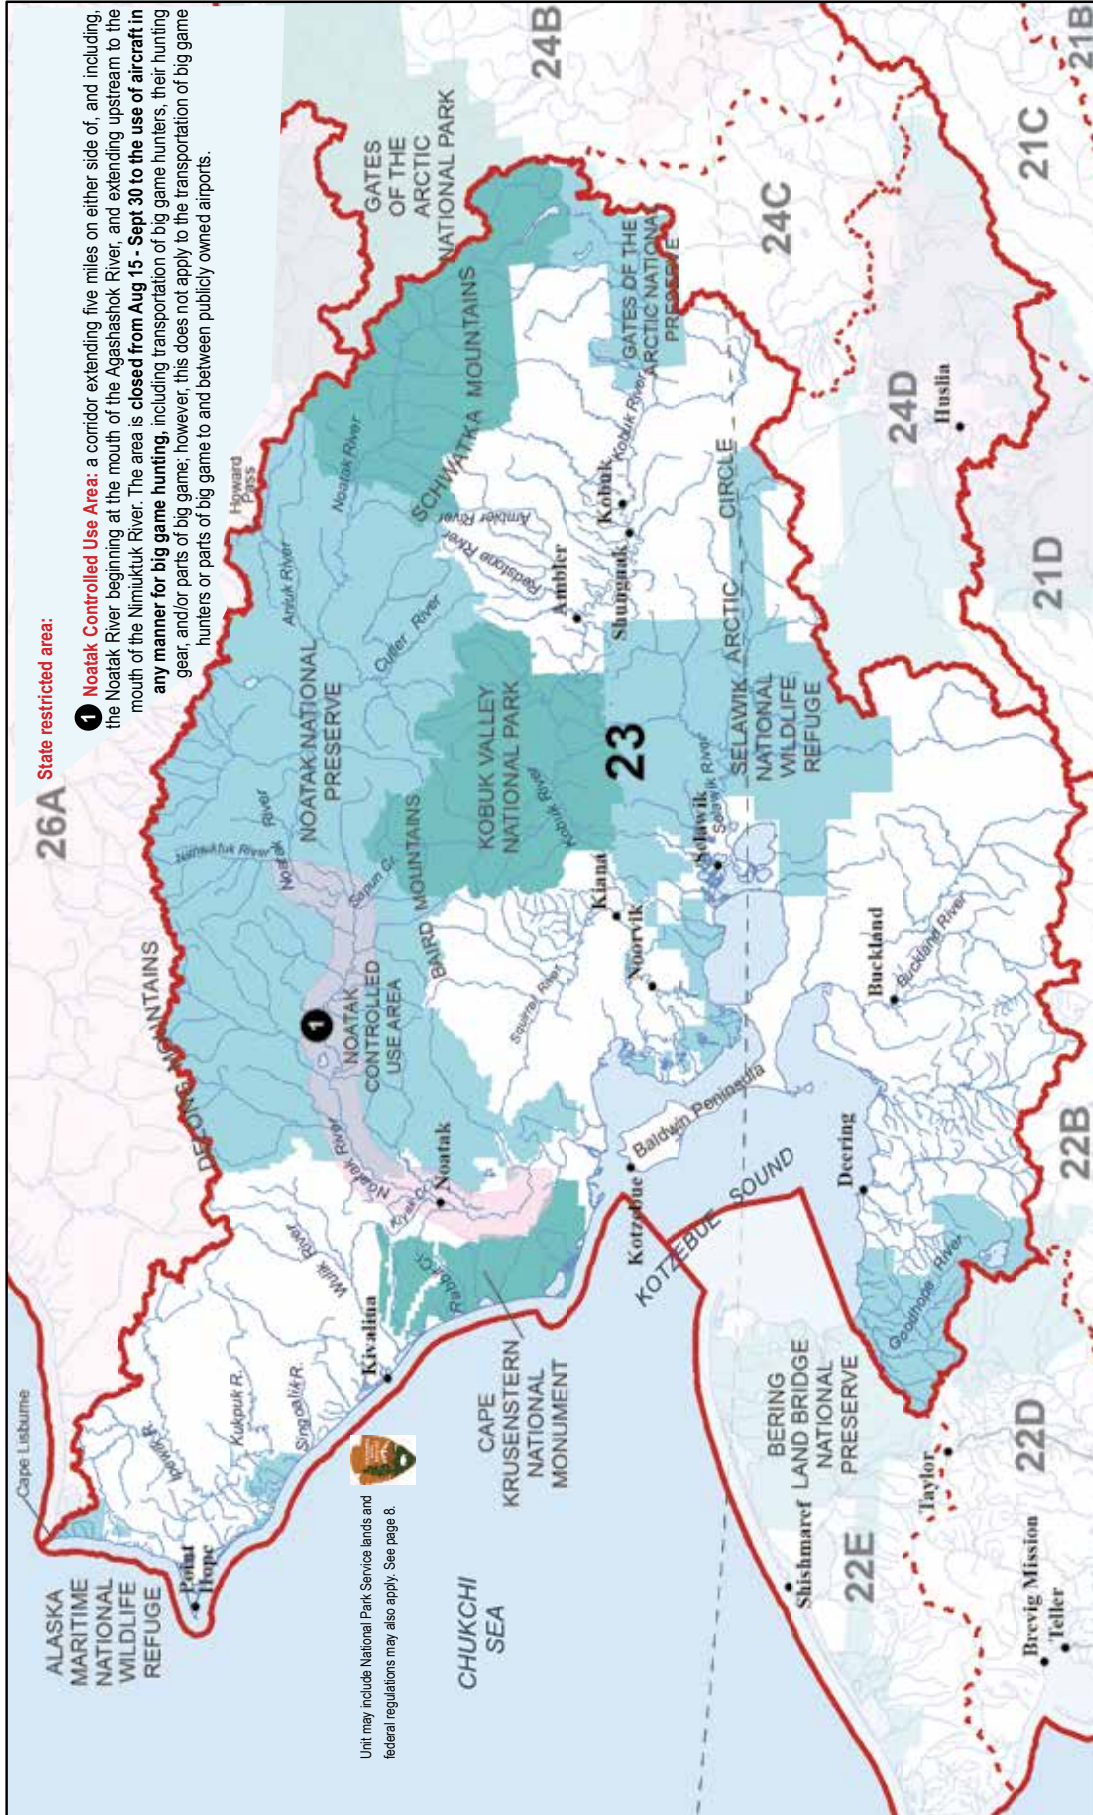 State restricted area:
1 Noatak Controlled Use Area: a corridor extending five miles on either side of, and including,
the Noatak River beginning at the mouth of the Agashashok River, and extending upstream to the
mouth of the Nimiuktuk River. The area is closed from Aug 15 - Sept 30 to the use of aircraft in
any manner for big game hunting, including transportation of big game hunters, their hunting
gear, and/or parts of big game; however, this does not apply to the transportation of big game
hunters or parts of big game to and between publicly owned airports.
26A
Cape Lisburne
ALASKA
MARITIME
NATIONAL
WILDLIFE
REFUGE
Point
Hope
Ipewik R.
Kukpuk R.
Singoalik R.
Wulik River
Kivalina
Rabbit Cr.
DELONG MOUNTAINS
Nimiuktuk River
Noatak River
Howard
Pass
Aniuk River
NOATAK NATIONAL
PRESERVE
Cutler River
Noatak River
GATES
OF THE
ARCTIC
NATIONAL PARK
24B
SCHWATKA MOUNTAINS
1
NOATAK
CONTROLLED
USE AREA
Sapun Cr.
Noatak River
Noatak River
Kiyak Cr.
Noatak
BAIRD MOUNTAINS
KOBUK VALLEY
NATIONAL PARK
Kobuk River
Redstone River
Ambler River
Ambler
Shungnak
Kobuk
Kobuk River
GATES OF THE
ARCTIC NATIONAL
PRESERVE
24C
Squirrel River
Kiana
Noorvik
23
Selawik
Selawik River
SELAWIK
NATIONAL
WILDLIFE
REFUGE
ARCTIC CIRCLE
24D
Huslia
21C
21B
21D
Unit may include National Park Service lands and
federal regulations may also apply. See page 8.
CAPE
KRUSENSTERN
NATIONAL
MONUMENT
CHUKCHI
SEA
Kotzebue
Baldwin Peninsula
KOTZEBUE SOUND
Deering
Buckland
Buckland River
Goodhope River
BERING
LAND BRIDGE
NATIONAL
PRESERVE
Shishmaref
22E
Taylor
22D
22B
Brevig Mission
Teller